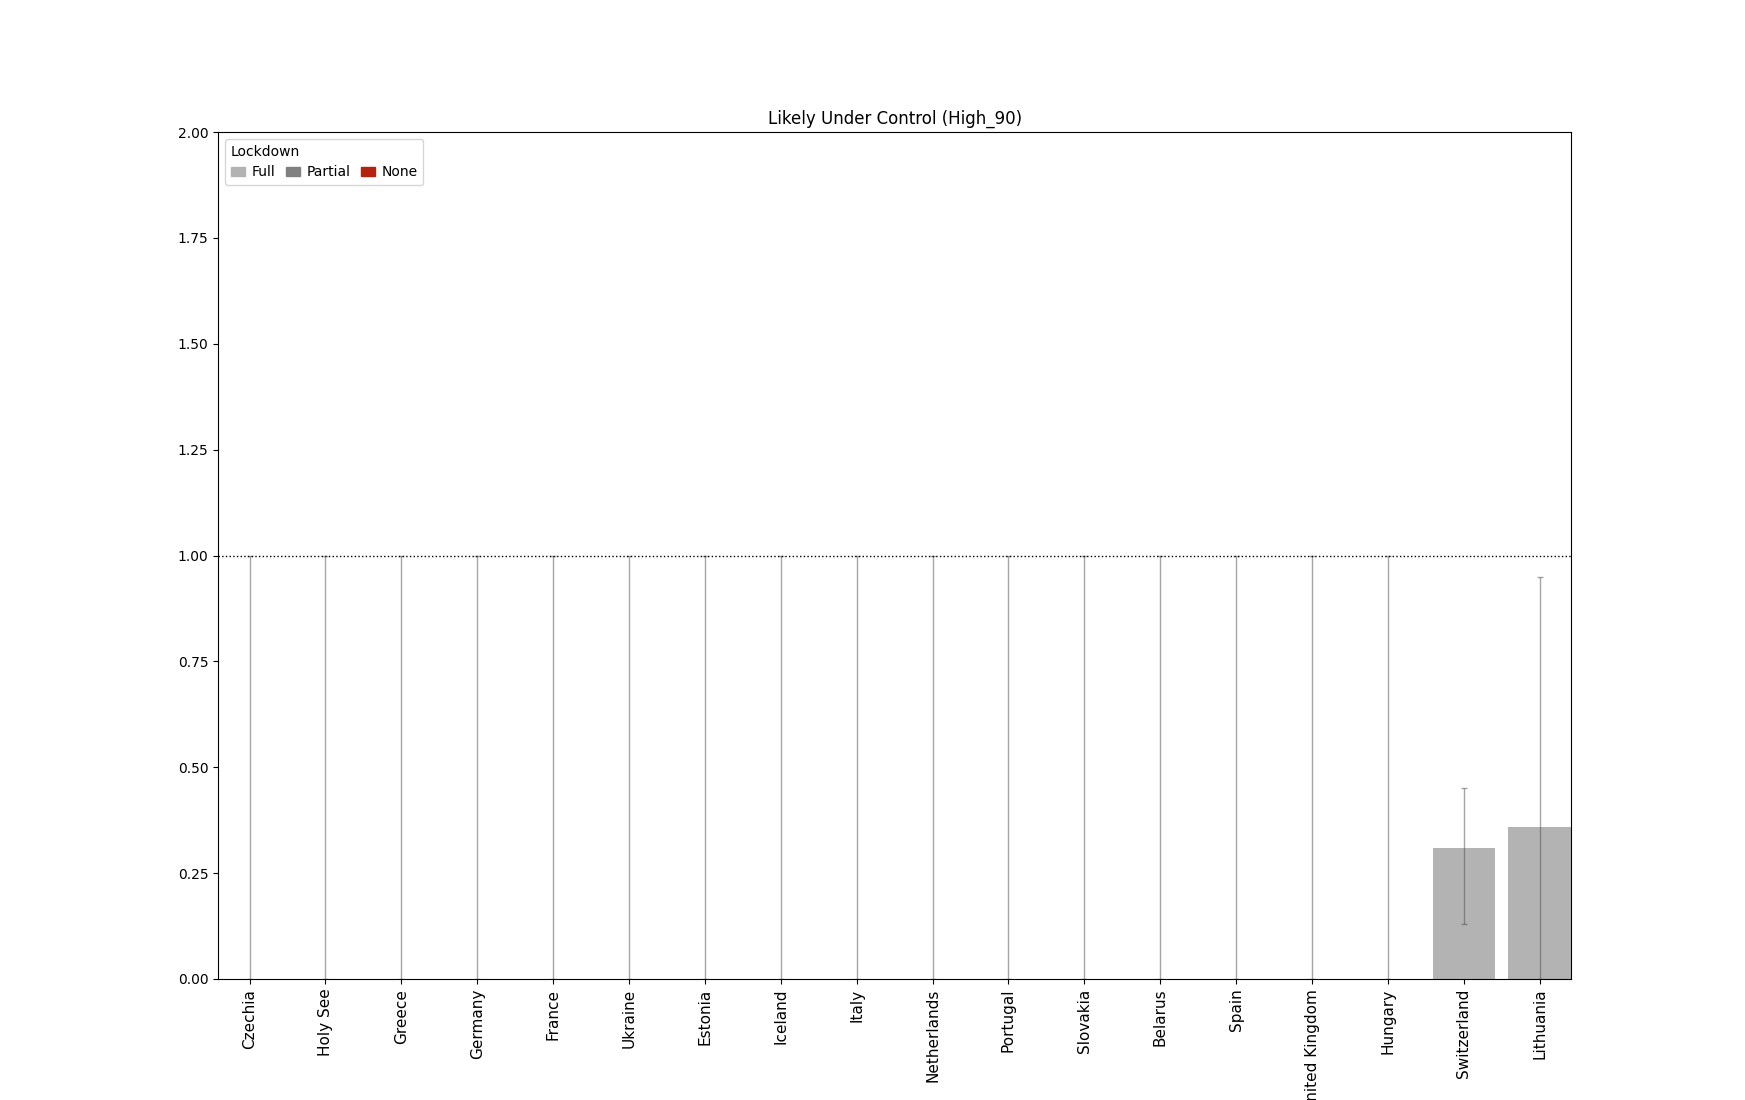 Likely Under Control (High_90)
2.00
Lockdown
Full Partial None
1.75
1.50
1.25
1.00
0.75
0.50
0.25
0.00
Czechia
Holy See
Greece
Germany
France
Ukraine
Estonia
Iceland
Italy
Netherlands
Portugal
Slovakia
Belarus
Spain
nited Kingdom
Hungary
Switzerland
Lithuania